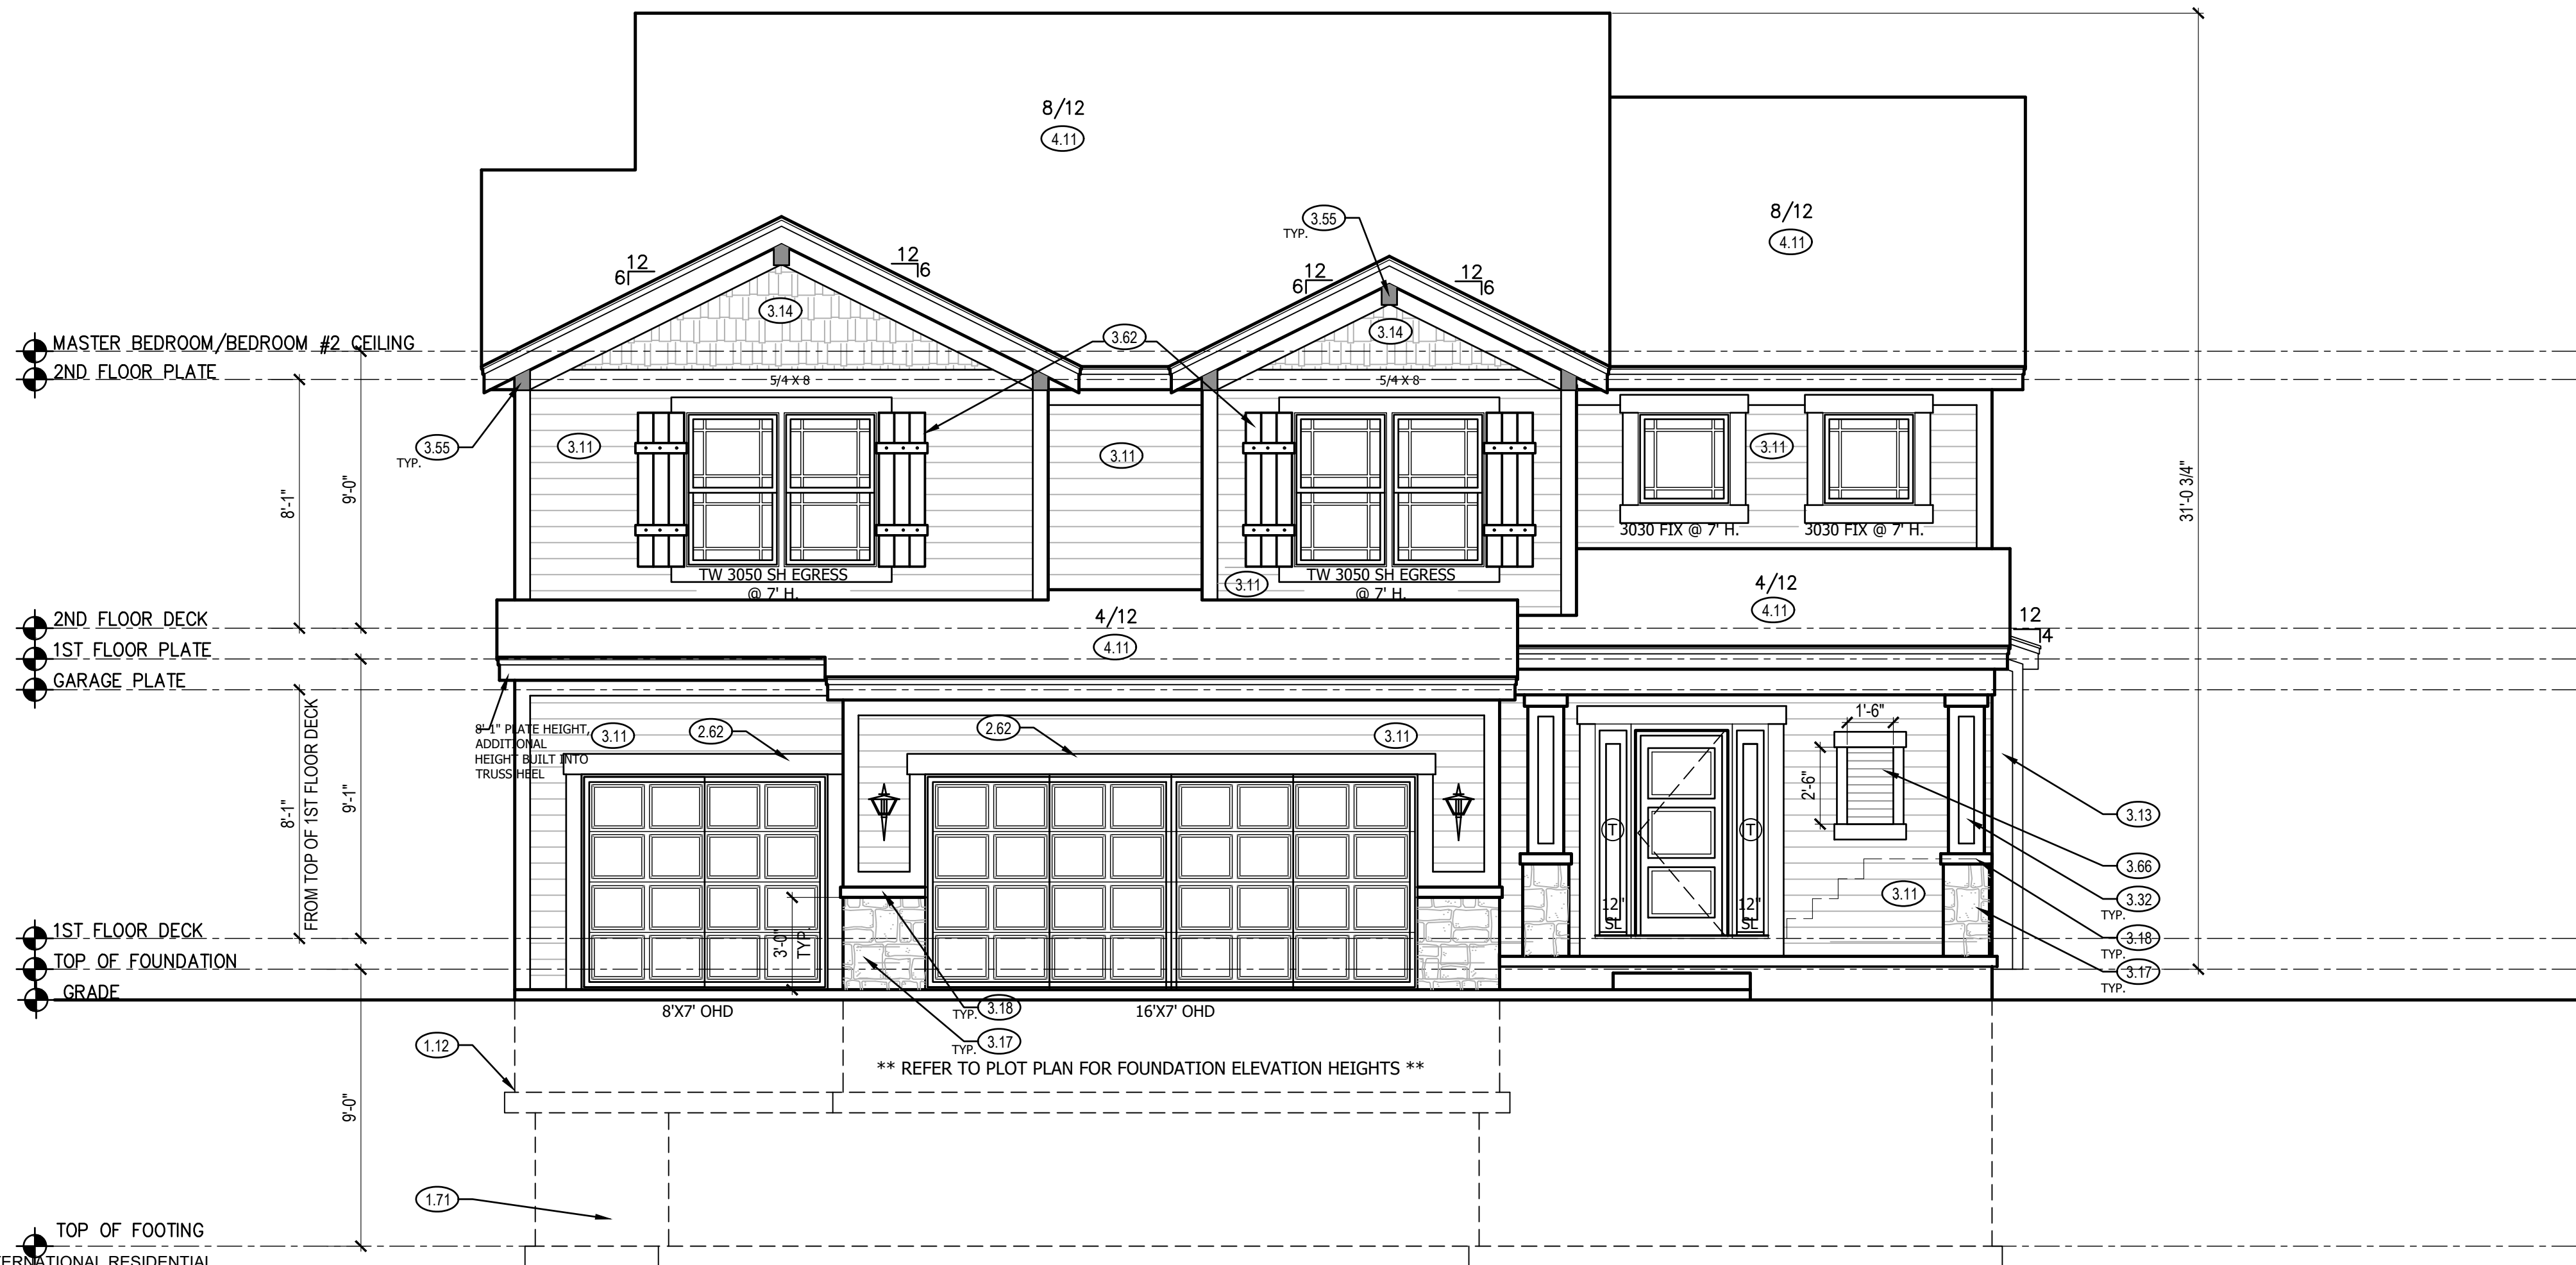 8/12
4.11
8/12
4.11
3.55
TYP.
12
6
12
6
12
6
12
6
3.14
3.14
3.62
MASTER BEDROOM/BEDROOM #2 CEILING
2ND FLOOR PLATE
5/4 X 8
5/4 X 8
3.55
TYP.
3.11
3.11
3.11
8'-1"
9'-0"
31'-0 3/4"
3030 FIX @ 7' H.
3030 FIX @ 7' H.
TW 3050 SH EGRESS
@ 7' H.
3.11
TW 3050 SH EGRESS
@ 7' H.
2ND FLOOR DECK
4/12
4.11
4/12
4.11
12
4
1ST FLOOR PLATE
GARAGE PLATE
8'-1" PLATE HEIGHT,
ADDITIONAL
HEIGHT BUILT INTO
TRUSS HEEL
3.11
2.62
2.62
3.11
1'-6"
2'-6"
8'-1"
FROM TOP OF 1ST FLOOR DECK
9'-1"
T
T
3.13
3.66
3.32
TYP.
3.18
TYP.
3.17
TYP.
3.11
12"
SL
12"
SL
3'-0"
TYP.
1ST FLOOR DECK
TOP OF FOUNDATION
GRADE
8'X7' OHD
TYP.
3.18
16'X7' OHD
TYP.
3.17
1.12
** REFER TO PLOT PLAN FOR FOUNDATION ELEVATION HEIGHTS **
9'-0"
1.71
TOP OF FOOTING
ERNATIONAL RESIDENTIAL